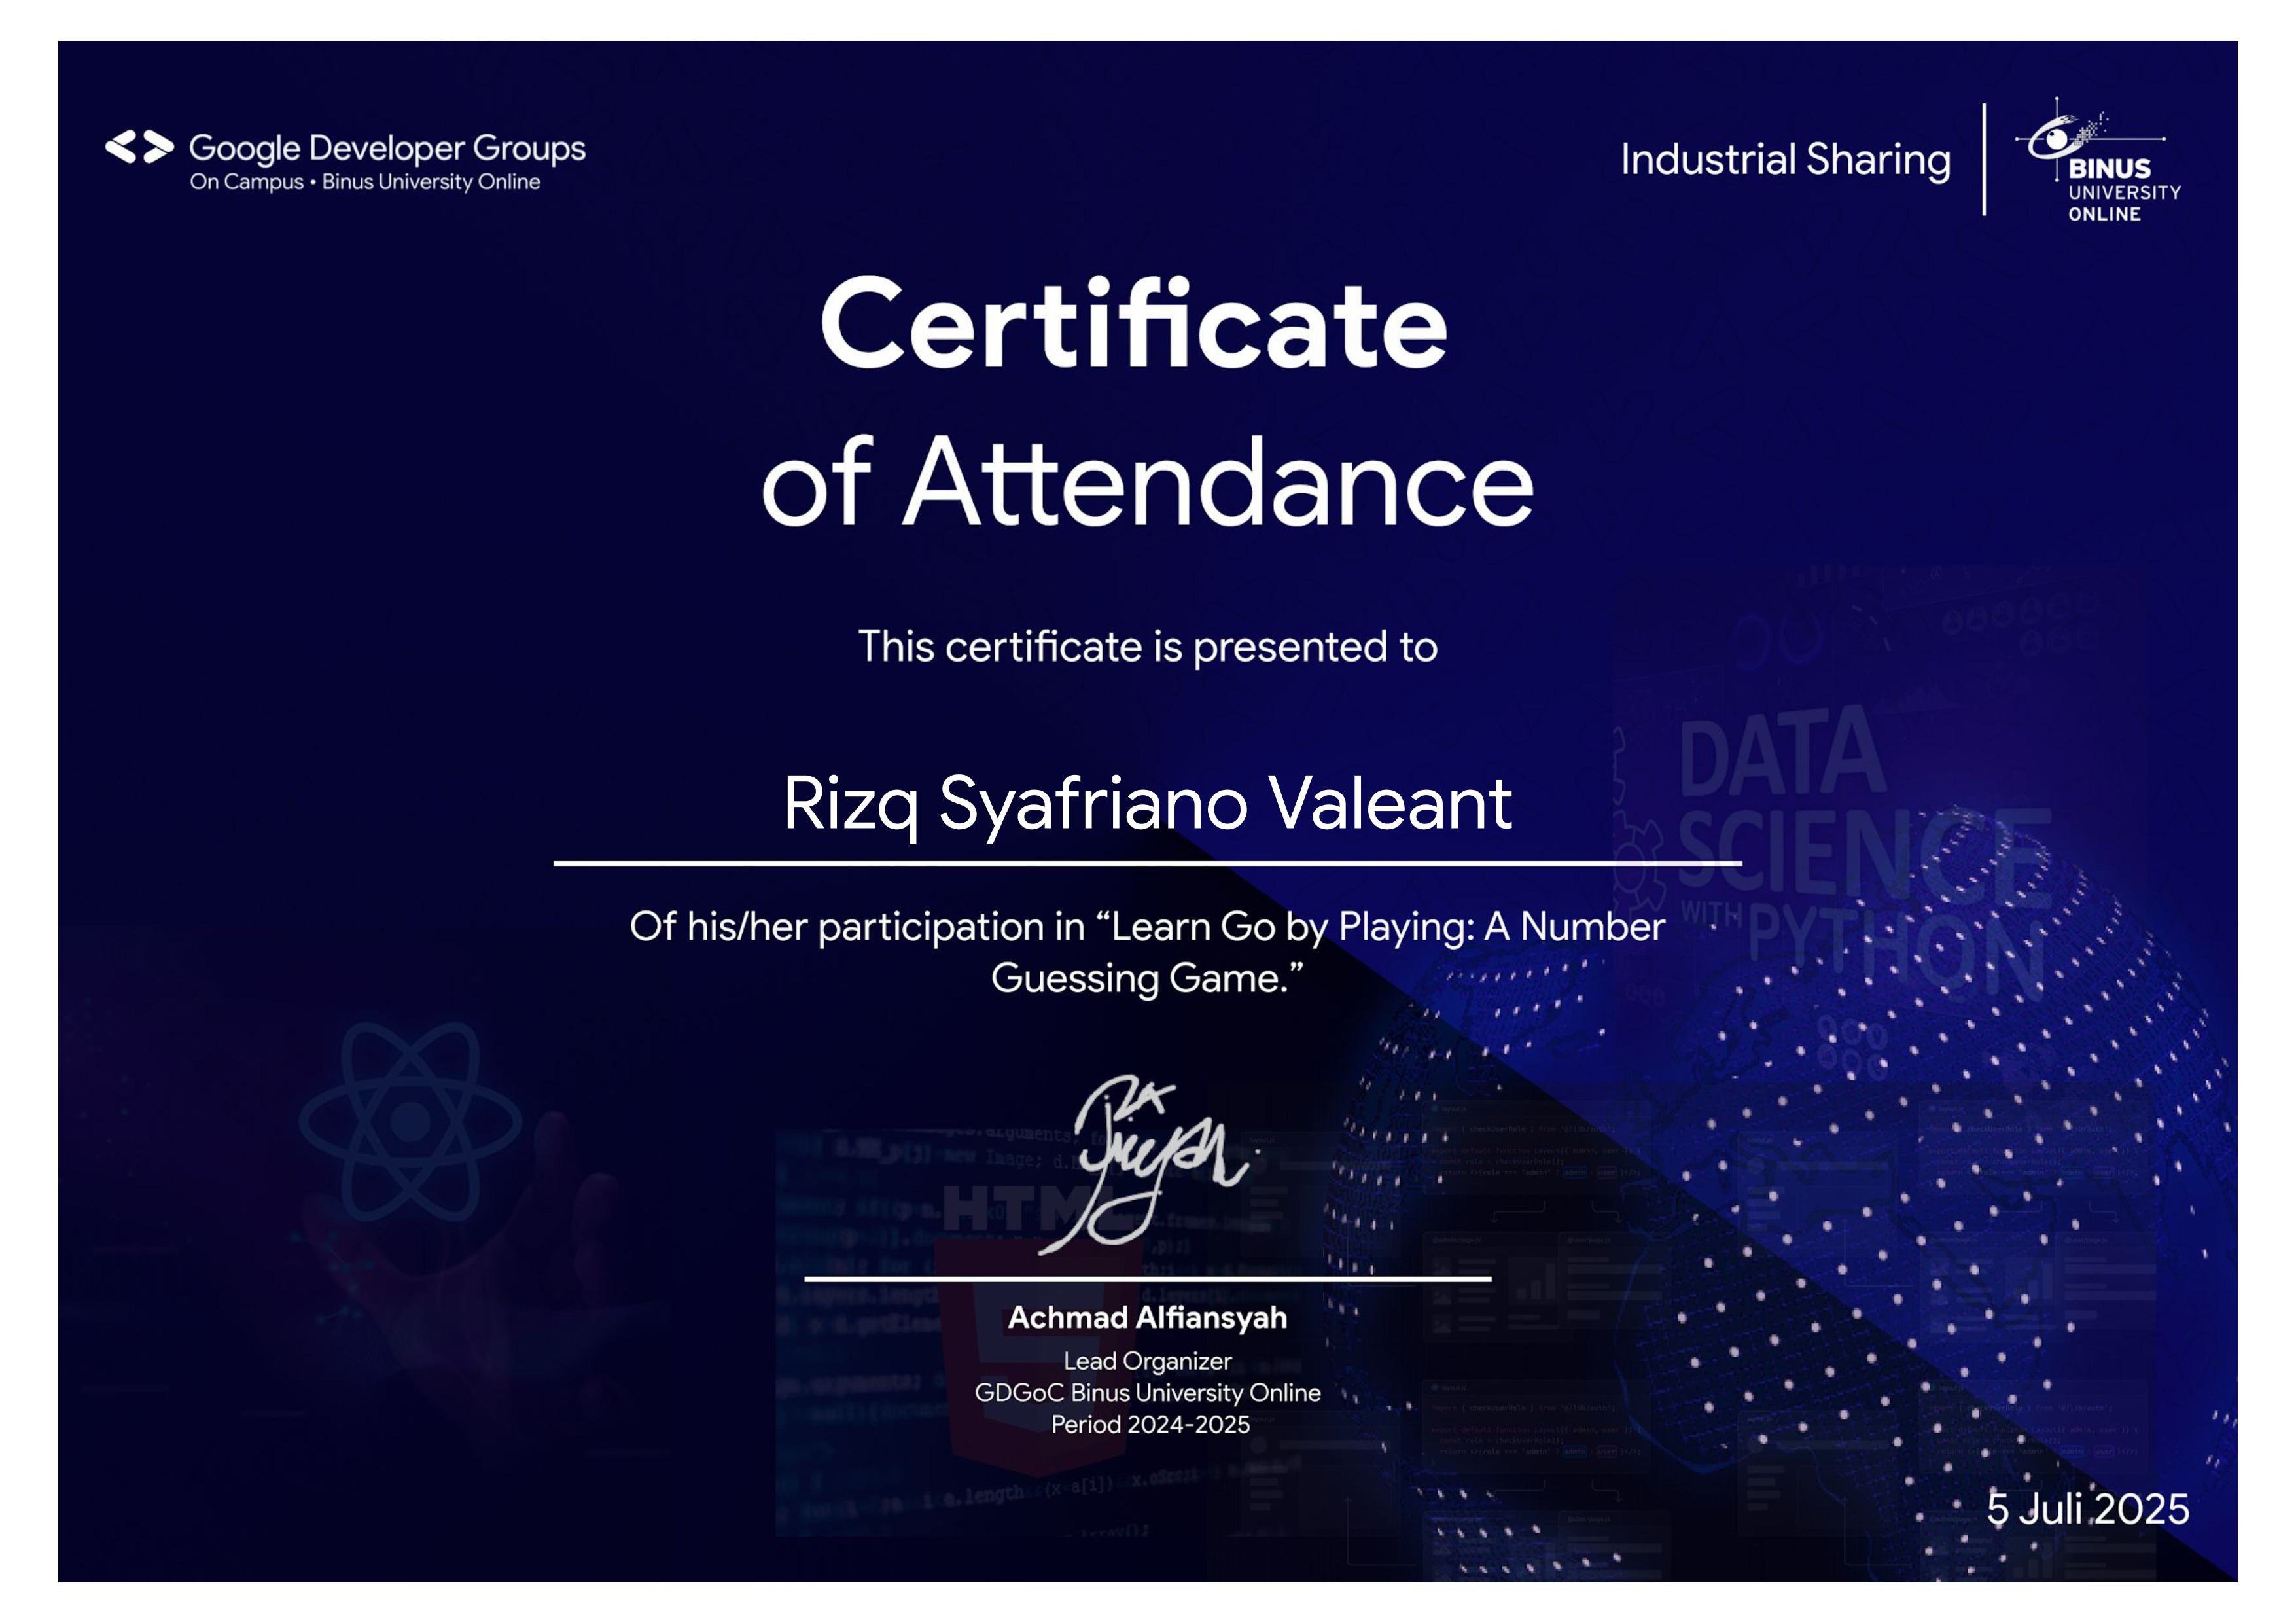 Google Developer Groups
On Campus • Binus University Online
Industrial Sharing
BINUS
UNIVERSITY
ONLINE
Certificate
of Attendance
This certificate is presented to
Rizq Syafriano Valeant
Of his/her participation in “Learn Go by Playing: A Number
Guessing Game.”
DATA
SCIENCE
WITH PYTHON
HTML
Achmad Alfiansyah
Lead Organizer
GDGoC Binus University Online
Period 2024-2025
5 Juli 2025